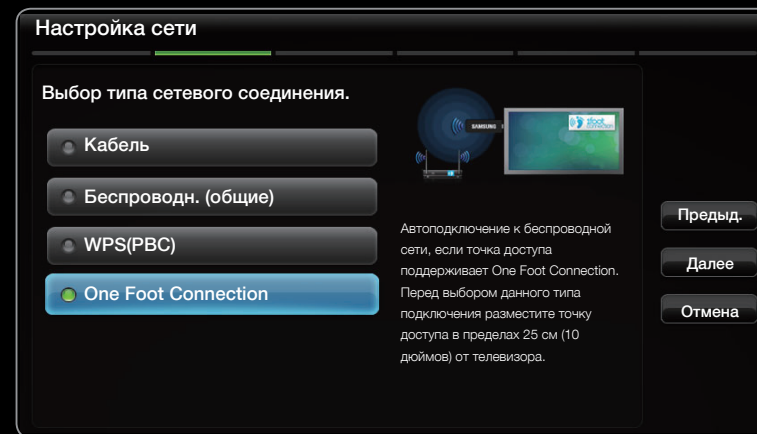 Настройка сети
Выбор типа сетевого соединения.
Кабель
Беспроводн. (общие)
WPS(PBC)
One Foot Connection
SAMSUNG
Автоподключение к беспроводной
сети, если точка доступа
поддерживает One Foot Connection.
Перед выбором данного типа
подключения разместите точку
доступа в пределах 25 см (10
дюймов) от телевизора.
Предыд.
Далее
Отмена